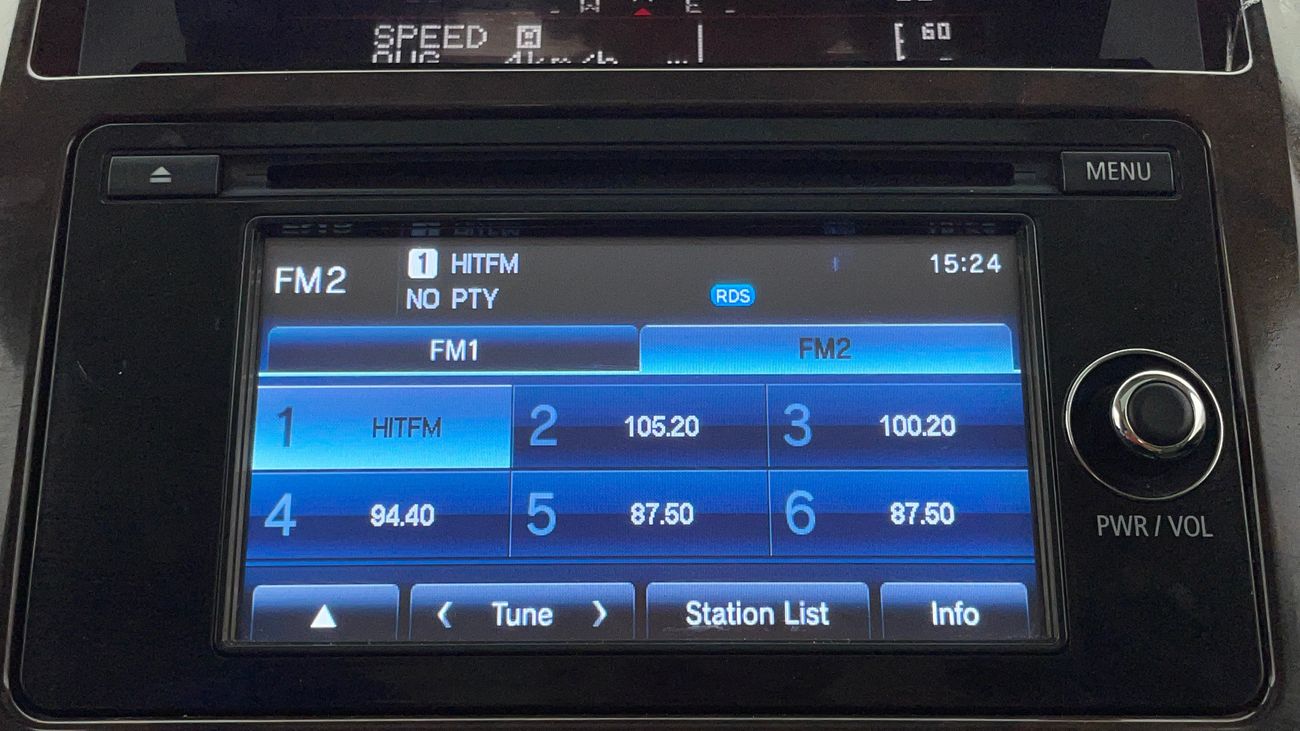 W E
SPEED 60
4km/h
MENU
FM2 1 HITFM 15:24
NO PTY RDS
FM1 FM2
1 HITFM 2 105.20 3 100.20
4 94.40 5 87.50 6 87.50
PWR / VOL
Tune Station List Info